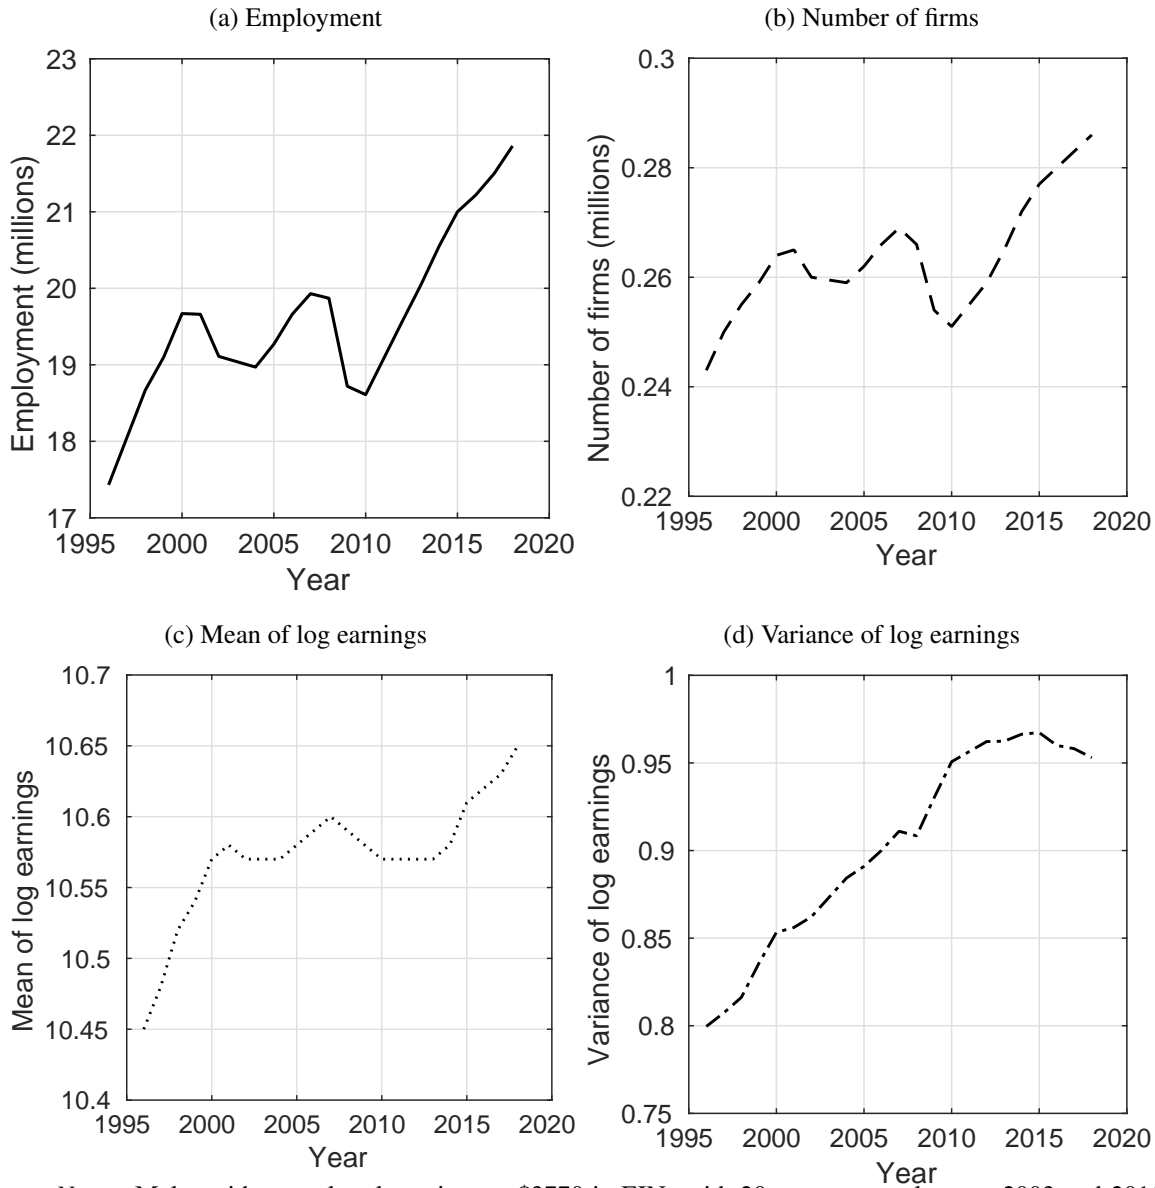 (a) Employment
23
22
21
20
19
18
17
1995 2000 2005 2010 2015 2020
Employment (millions)
Year
(b) Number of firms
0.3
0.28
0.26
0.24
0.22
1995 2000 2005 2010 2015 2020
Number of firms (millions)
Year
(c) Mean of log earnings
10.7
10.65
10.6
10.55
10.5
10.45
10.4
1995 2000 2005 2010 2015 2020
Mean of log earnings
Year
(d) Variance of log earnings
1
0.95
0.9
0.85
0.8
0.75
1995 2000 2005 2010 2015 2020
Variance of log earnings
Year